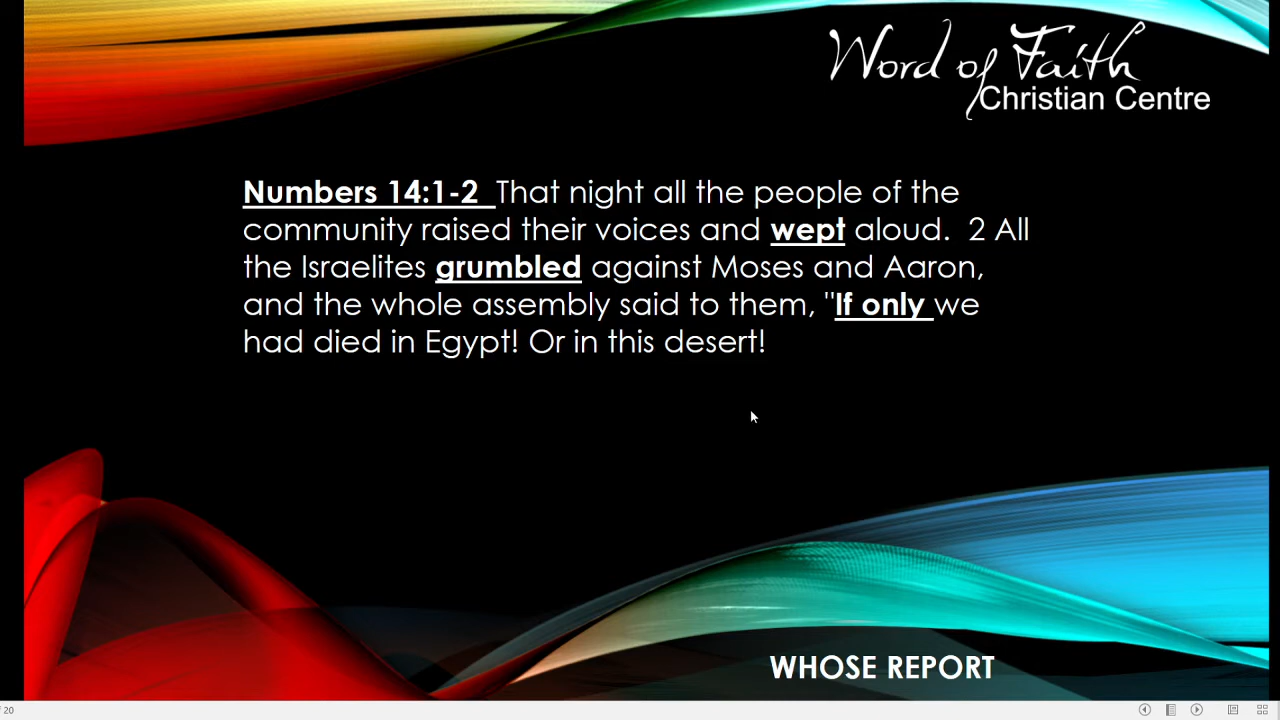 Word of Faith
Christian Centre
Numbers 14:1-2 That night all the people of the
community raised their voices and wept aloud. 2 All
the Israelites grumbled against Moses and Aaron,
and the whole assembly said to them, "If only we
had died in Egypt! Or in this desert!
WHOSE REPORT
of 20